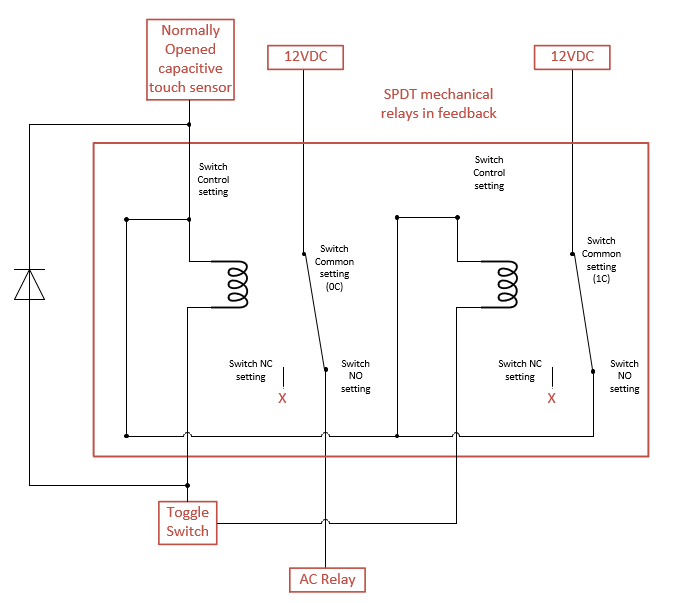 Normally
Opened
capacitive
touch sensor
12VDC
12VDC
SPDT mechanical
relays in feedback
Switch
Control
setting
Switch
Control
setting
Switch
Common
setting
(0C)
Switch
Common
setting
(1C)
Switch NC
setting
X
Switch
NO
setting
Switch NC
setting
X
Switch
NO
setting
Toggle
Switch
AC Relay